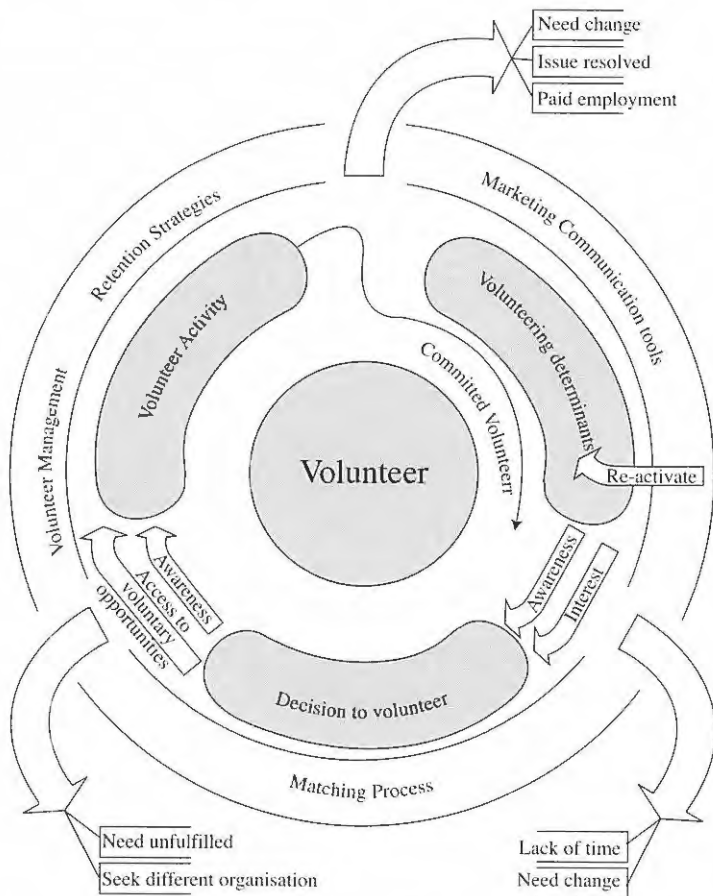 Need change
Issue resolved
Paid employment
Retention Strategies
Marketing Communication tools
Volunteer Activity
Volunteering determinants
Committed Volunteerr
Volunteer
Volunteer Management
Re-activate
Awareness
Access to
voluntary
opportunities
Awareness
Interest
Decision to volunteer
Matching Process
Need unfulfilled
Seek different organisation
Lack of time
Need change